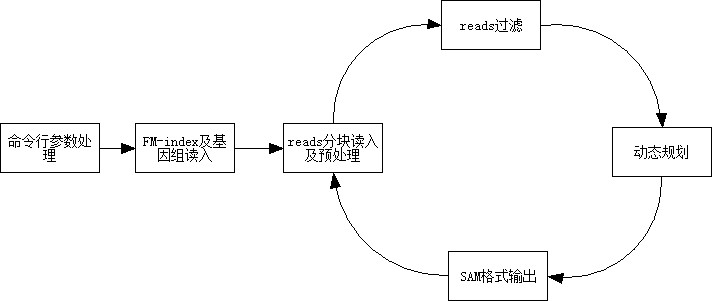 命令行参数处
理
FM-index及基
因组读入
reads分块读入
及预处理
reads过滤
动态规划
SAM格式输出